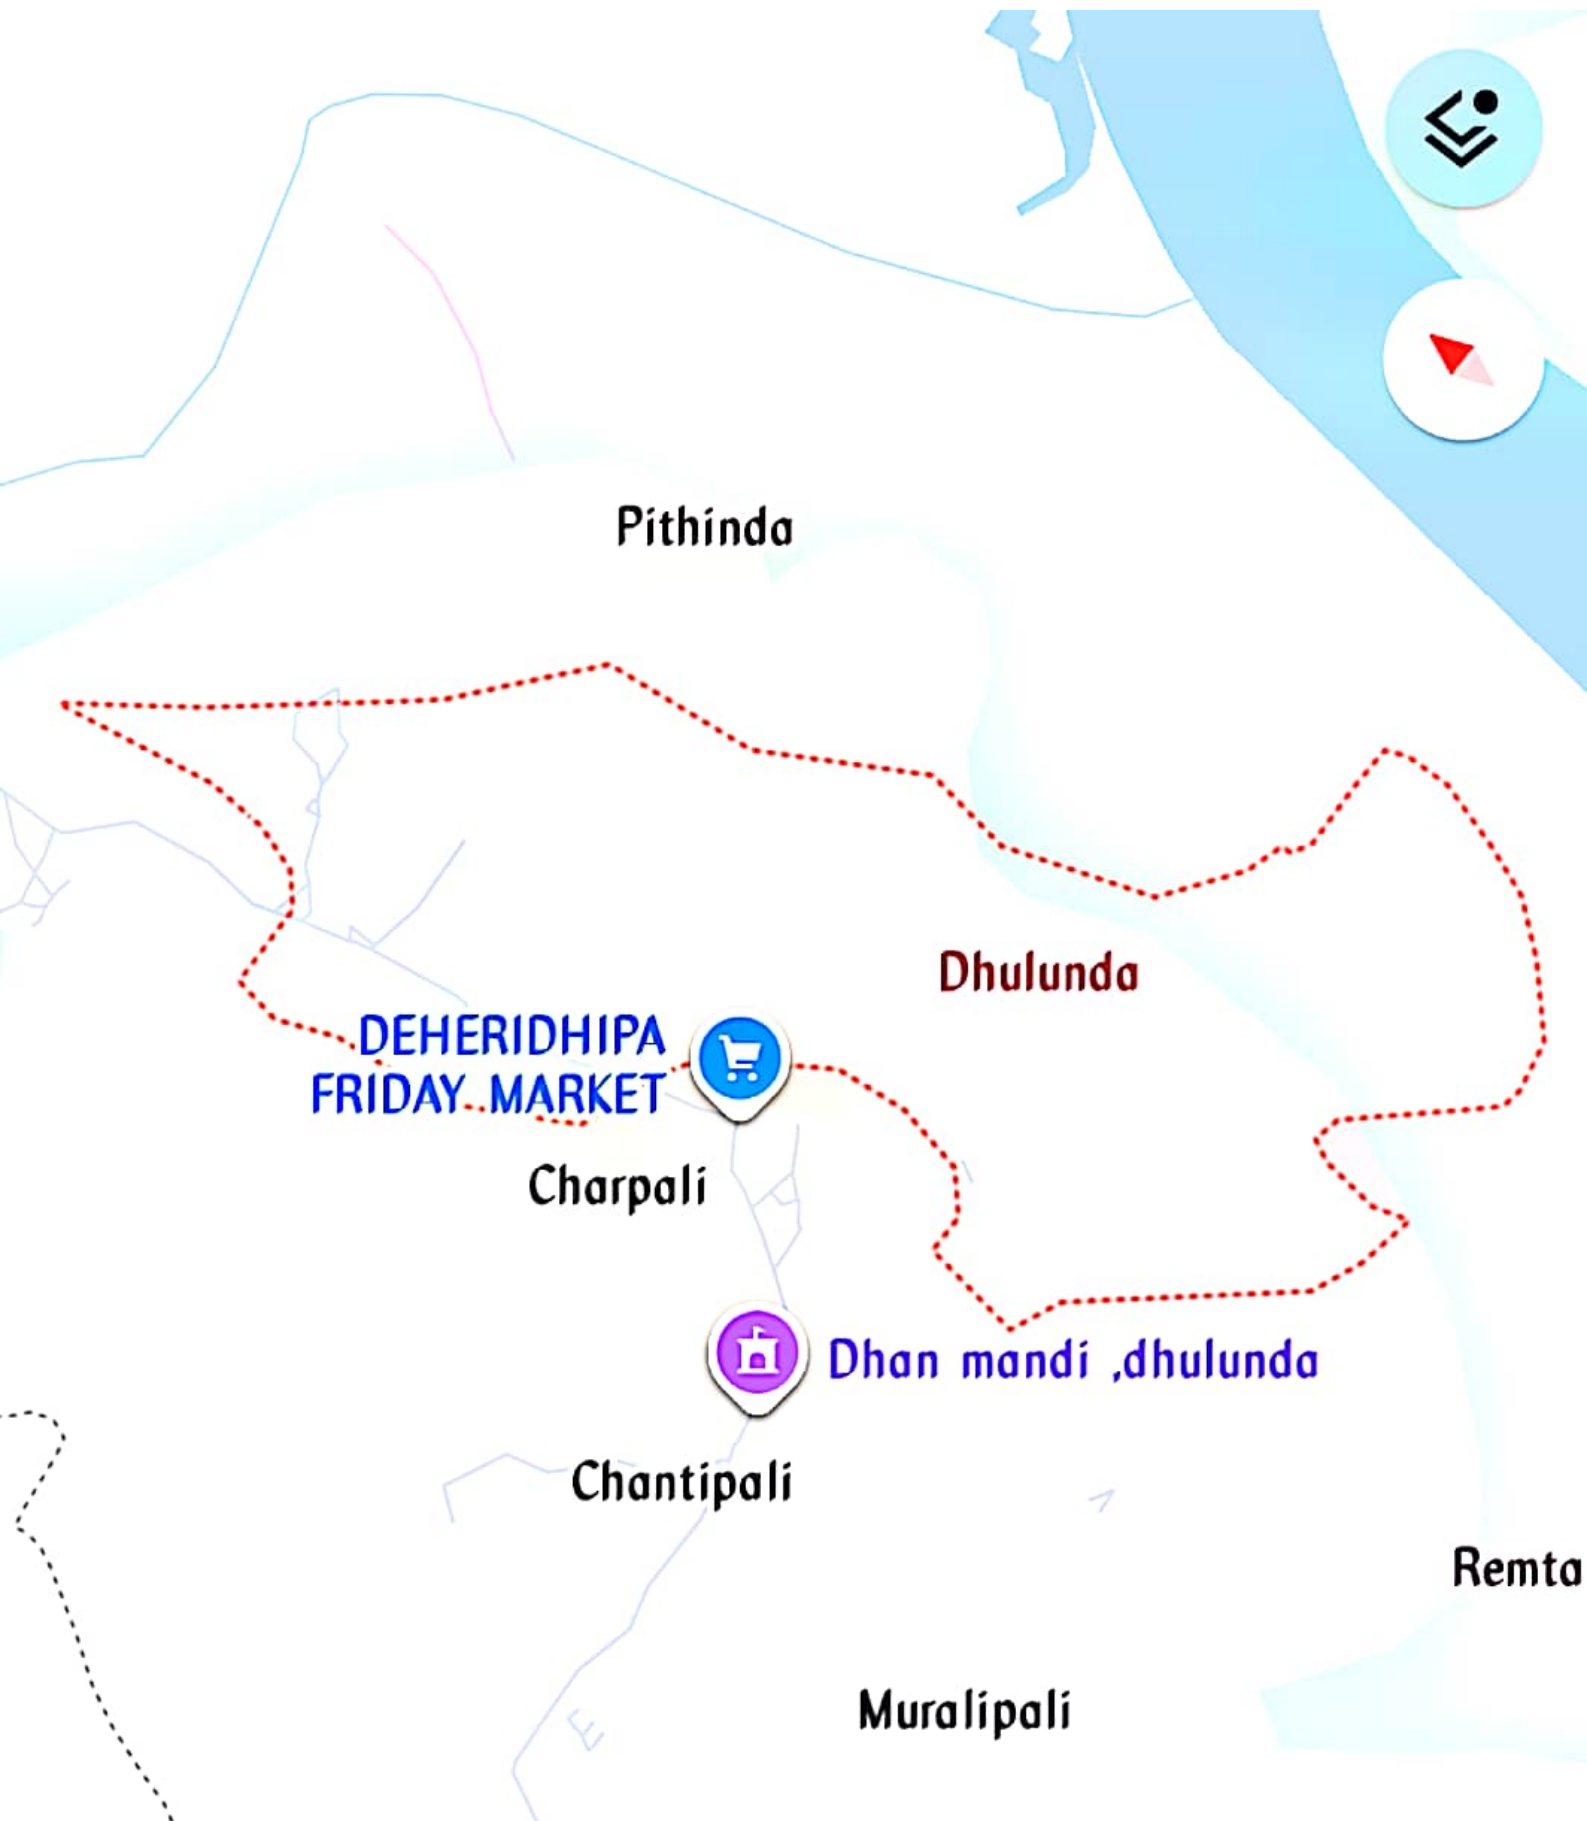 Pithinda
Dhulunda
DEHERIDHIPA
FRIDAY MARKET
Charpali
Dhan mandi ,dhulunda
Chantipali
Remta
Muralipali